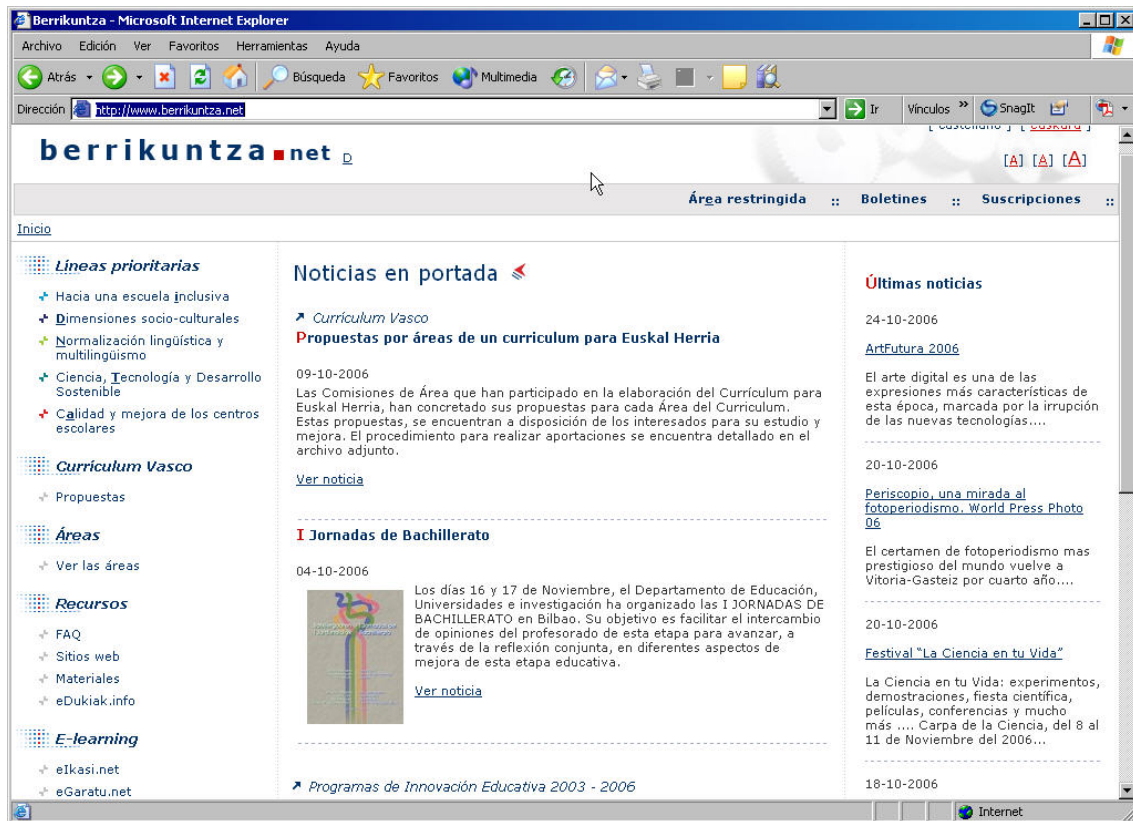 Berrikuntza - Microsoft Internet Explorer
Archivo Edición Ver Favoritos Herramientas Ayuda
Atrás Búsqueda Favoritos Multimedia
Dirección http://www.berrikuntza.net Ir Vínculos » SnagIt
[ castellano ] [ euskara ]
berrikuntza.net D
[A] [A] [A]
Área restringida :: Boletines :: Suscripciones ::
Inicio
Líneas prioritarias
Hacia una escuela inclusiva
Dimensiones socio-culturales
Normalización lingüística y
multilingüismo
Ciencia, Tecnología y Desarrollo
Sostenible
Calidad y mejora de los centros
escolares
Currículum Vasco
Propuestas
Áreas
Ver las áreas
Recursos
FAQ
Sitios web
Materiales
eDukiak.info
E-learning
eIkasi.net
eGaratu.net
Noticias en portada
Currículum Vasco
Propuestas por áreas de un curriculum para Euskal Herria
09-10-2006
Las Comisiones de Área que han participado en la elaboración del Currículum para
Euskal Herria, han concretado sus propuestas para cada Área del Curriculum.
Estas propuestas, se encuentran a disposición de los interesados para su estudio y
mejora. El procedimiento para realizar aportaciones se encuentra detallado en el
archivo adjunto.
Ver noticia
I Jornadas de Bachillerato
04-10-2006
Los días 16 y 17 de Noviembre, el Departamento de Educación,
Universidades e investigación ha organizado las I JORNADAS DE
BACHILLERATO en Bilbao. Su objetivo es facilitar el intercambio
de opiniones del profesorado de esta etapa para avanzar, a
través de la reflexión conjunta, en diferentes aspectos de
mejora de esta etapa educativa.
Ver noticia
Programas de Innovación Educativa 2003 - 2006
Últimas noticias
24-10-2006
ArtFutura 2006
El arte digital es una de las
expresiones más características de
esta época, marcada por la irrupción
de las nuevas tecnologías....
20-10-2006
Periscopio, una mirada al
fotoperiodismo. World Press Photo
06
El certamen de fotoperiodismo mas
prestigioso del mundo vuelve a
Vitoria-Gasteiz por cuarto año....
20-10-2006
Festival "La Ciencia en tu Vida"
La Ciencia en tu Vida: experimentos,
demostraciones, fiesta científica,
películas, conferencias y mucho
más .... Carpa de la Ciencia, del 8 al
11 de Noviembre del 2006...
18-10-2006
Internet